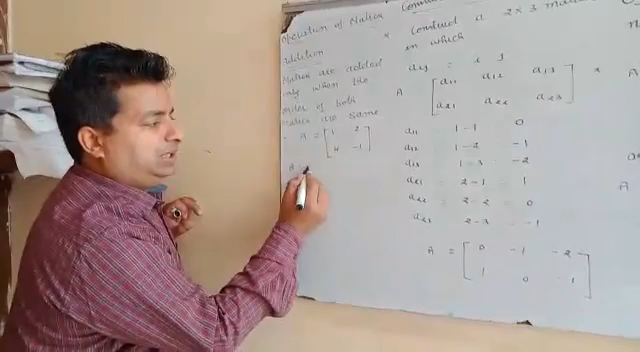 Operation of Matrix
addition
Matrix are added
only when the
order of both
matrix are same
A = [1 2
4 -1]
* Construct a 2 x 3
in which
aij = i j
A [a11 a12 a13
a21 a22 a23]
a11 1-1 0
a12 1-2 -1
a13 1-3 -2
a21 2-1 1
a22 2-2 0
a23 2-3 -1
A = [0 -1 -2
1 0 -1]
A
A